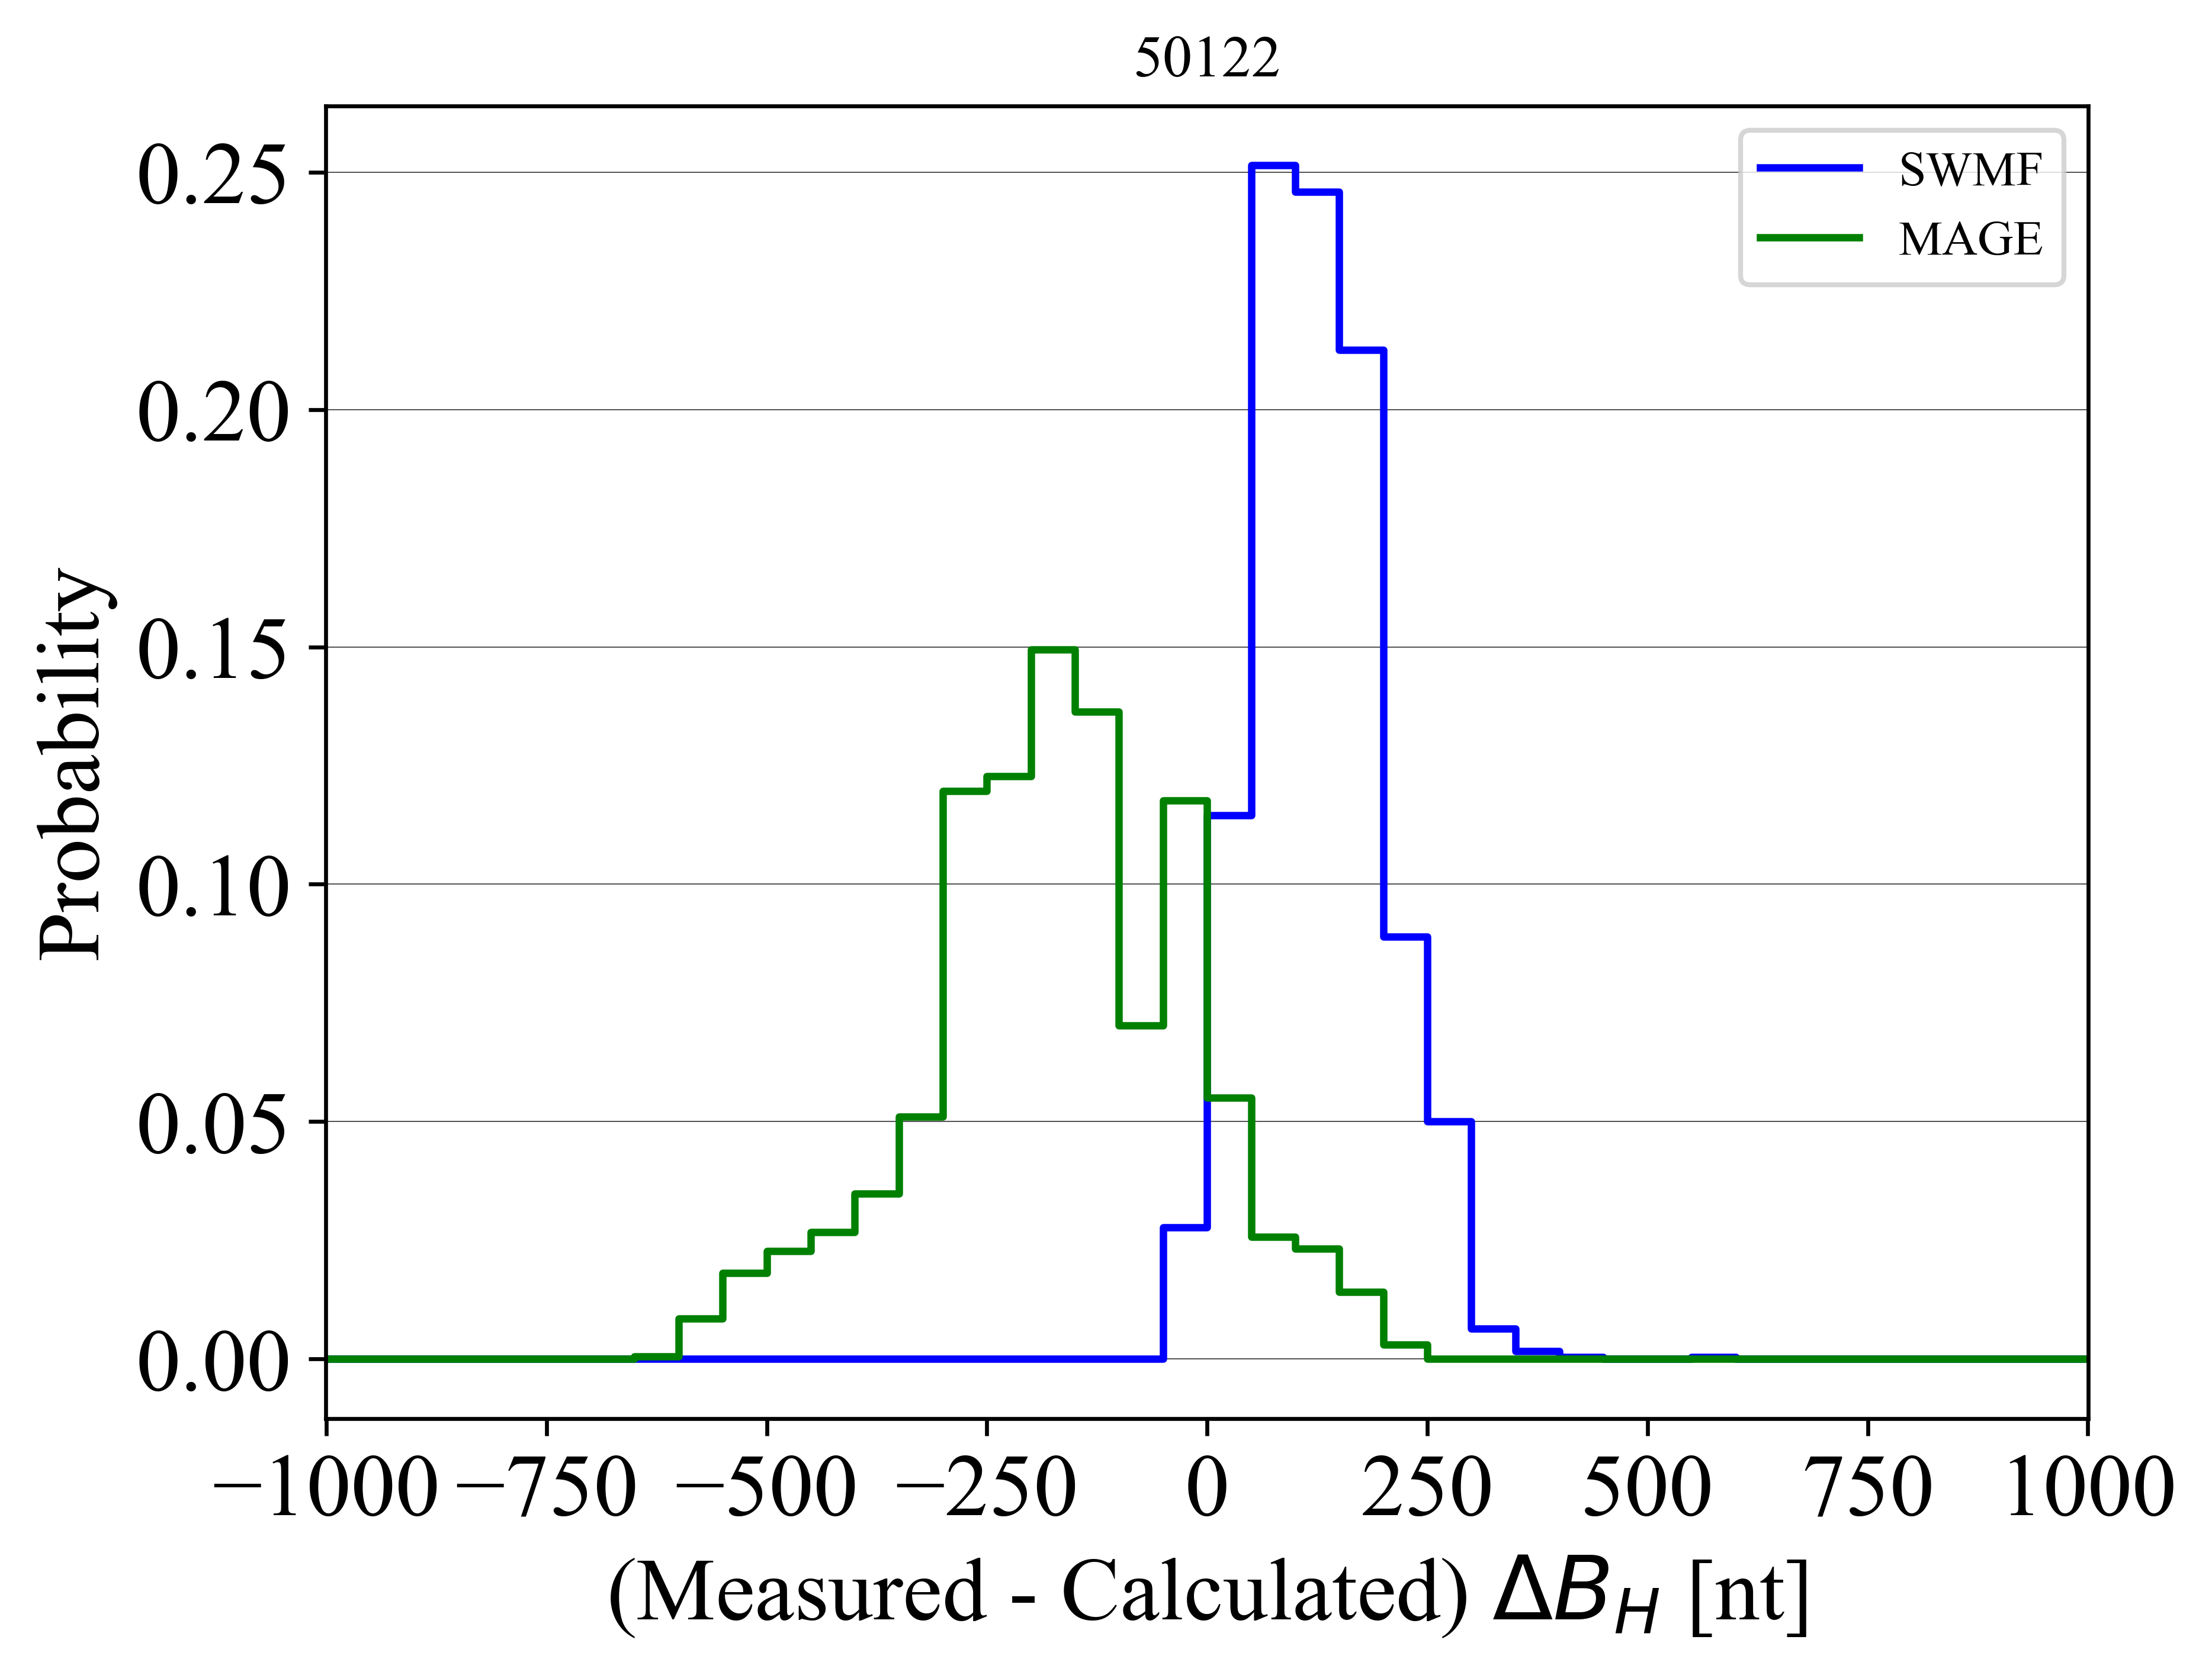 50122
SWMF
MAGE
Probability
0.25
0.20
0.15
0.10
0.05
0.00
−1000 −750 −500 −250 0 250 500 750 1000
(Measured - Calculated) ΔB_H [nt]